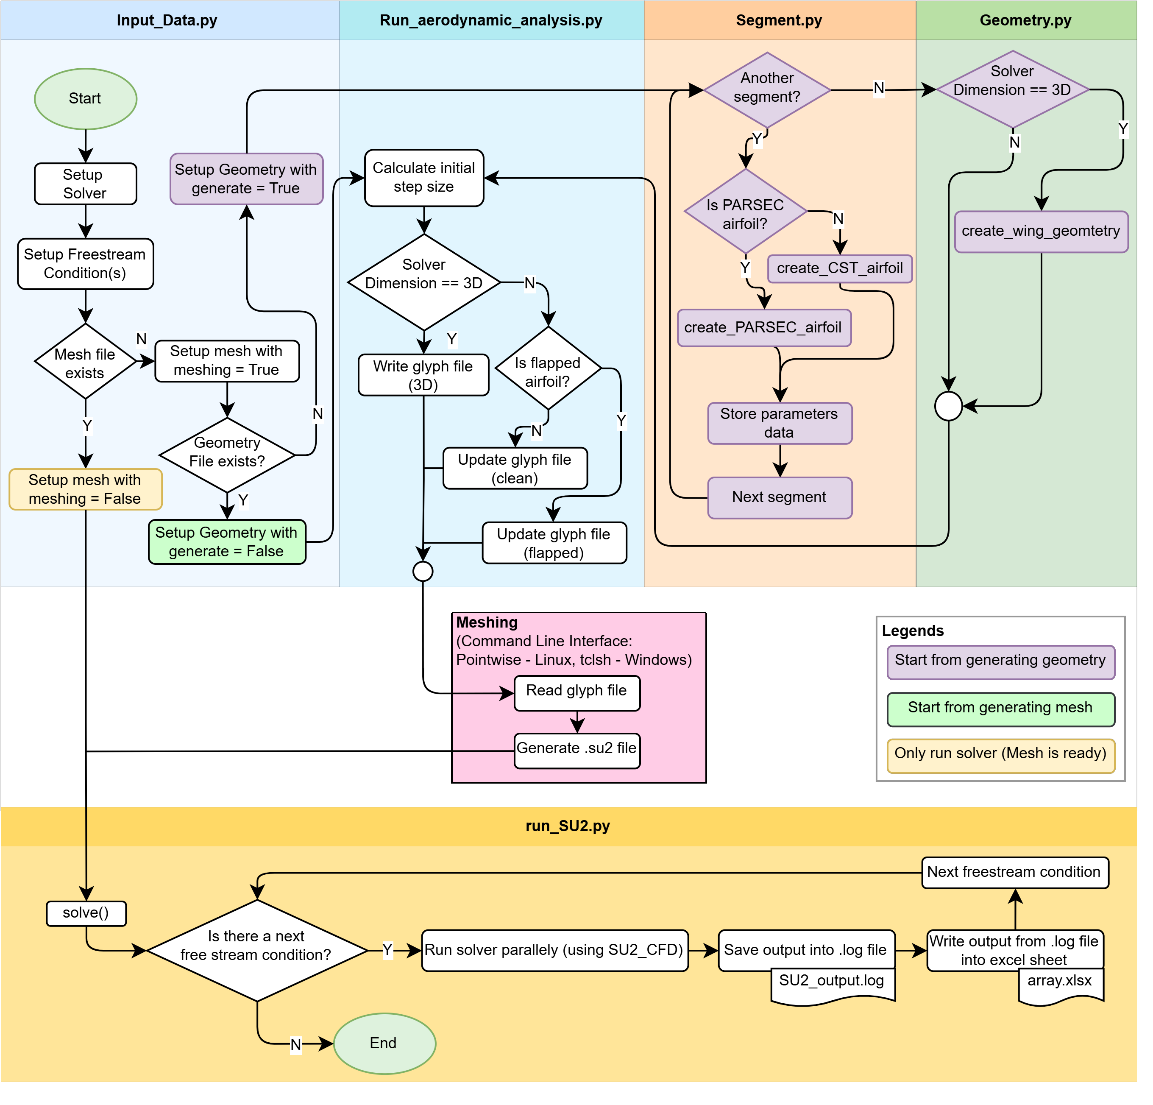 Input_Data.py
Run_aerodynamic_analysis.py
Segment.py
Geometry.py
Start
Setup
Solver
Setup Freestream
Condition(s)
Mesh file
exists
N
Y
Setup mesh with
meshing = False
Setup Geometry with
generate = True
Setup mesh with
meshing = True
N
Geometry
File exists?
Y
Setup Geometry with
generate = False
Calculate initial
step size
Solver
Dimension == 3D
N
Y
Write glyph file
(3D)
Is flapped
airfoil?
Y
N
Update glyph file
(clean)
Update glyph file
(flapped)
Another
segment?
N
Y
Is PARSEC
airfoil?
N
Y
create_CST_airfoil
create_PARSEC_airfoil
Store parameters
data
Next segment
Solver
Dimension == 3D
Y
N
create_wing_geomtetry
Meshing
(Command Line Interface:
Pointwise - Linux, tclsh - Windows)
Read glyph file
Generate .su2 file
Legends
Start from generating geometry
Start from generating mesh
Only run solver (Mesh is ready)
run_SU2.py
Next freestream condition
solve()
Is there a next
free stream condition?
Y
Run solver parallely (using SU2_CFD)
Save output into .log file
SU2_output.log
Write output from .log file
into excel sheet
array.xlsx
N
End